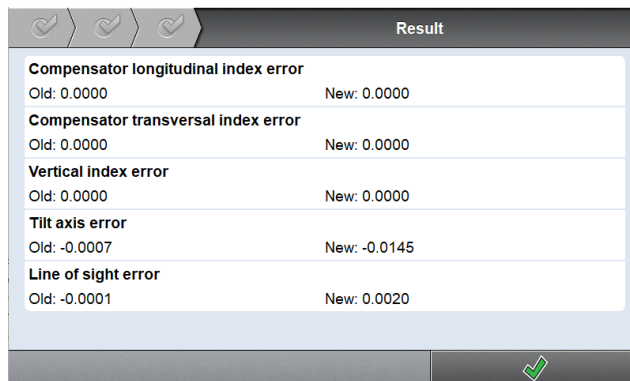 Result
Compensator longitudinal index error
Old: 0.0000 New: 0.0000
Compensator transversal index error
Old: 0.0000 New: 0.0000
Vertical index error
Old: 0.0000 New: 0.0000
Tilt axis error
Old: -0.0007 New: -0.0145
Line of sight error
Old: -0.0001 New: 0.0020